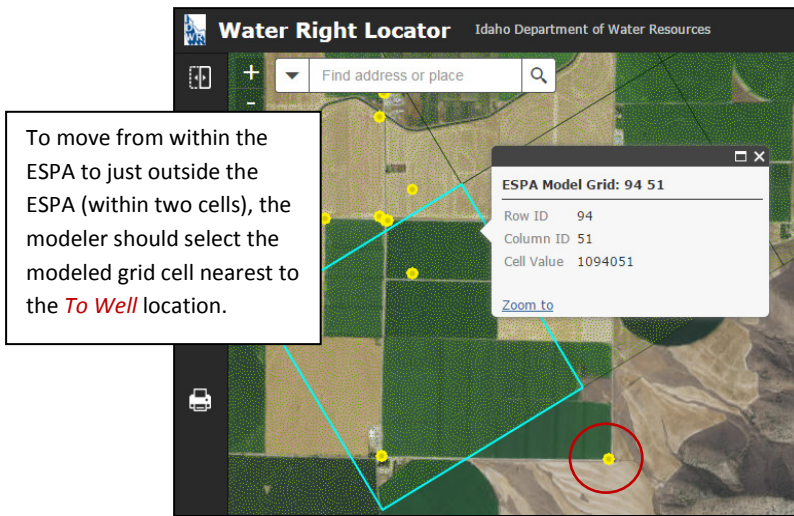 Water Right Locator Idaho Department of Water Resources
+
Find address or place
-
To move from within the
ESPA to just outside the
ESPA (within two cells), the
modeler should select the
modeled grid cell nearest to
the To Well location.
ESPA Model Grid: 94 51
Row ID 94
Column ID 51
Cell Value 1094051
Zoom to